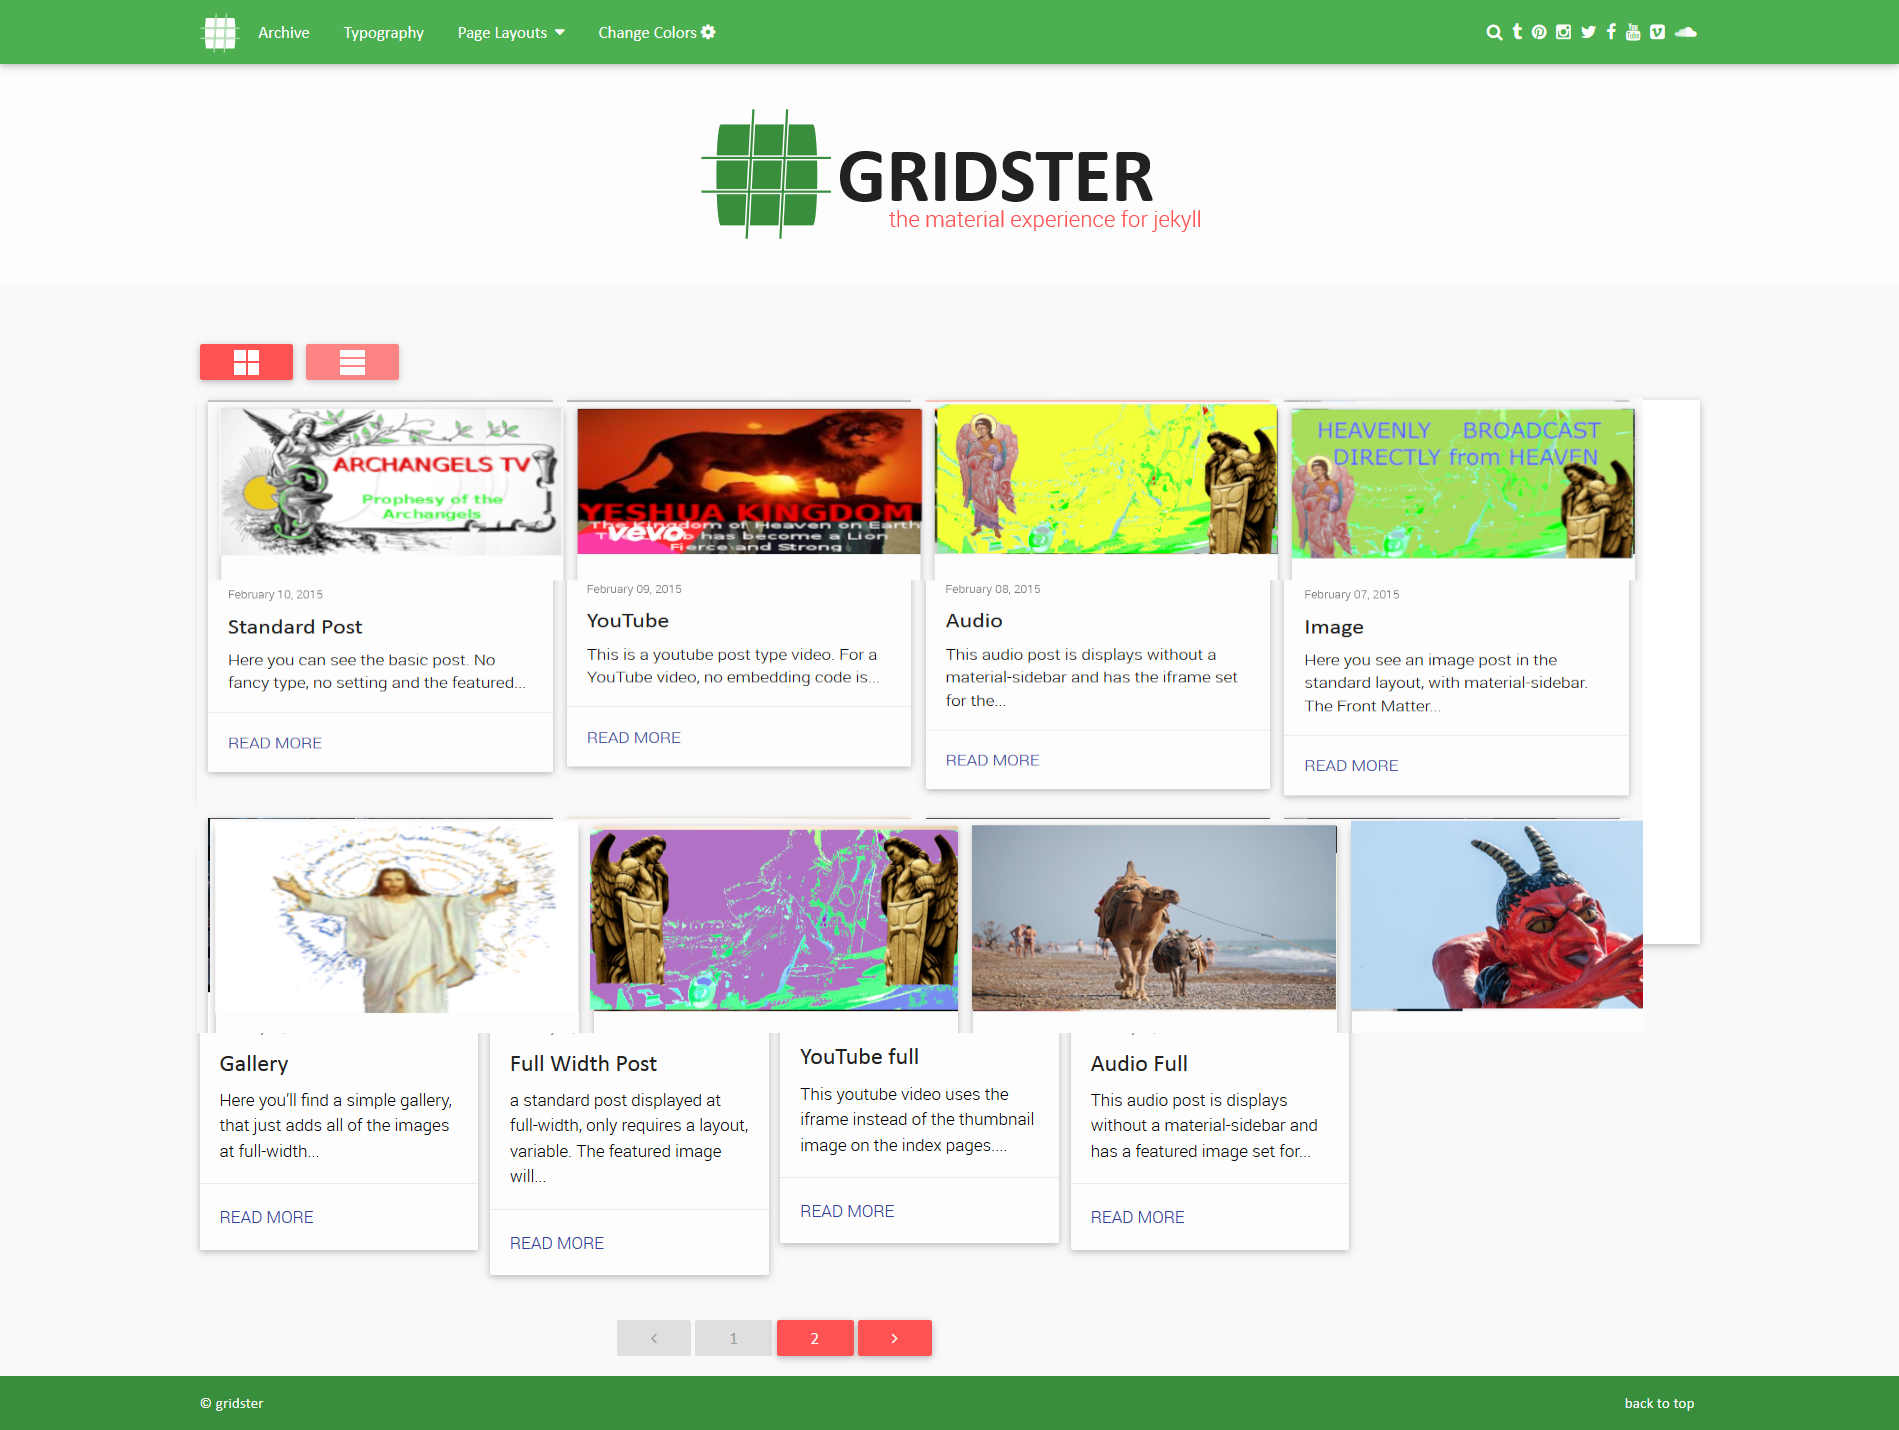 Archive Typography Page Layouts Change Colors
GRIDSTER
the material experience for jekyll
ARCHANGELS TV
Prophesy of the
Archangels
YESHUA KINGDOM
The Kingdom of Heaven on Earth
vevo
has become a Lion
Fierce and Strong
HEAVENLY BROADCAST
DIRECTLY from HEAVEN
February 10, 2015
Standard Post
Here you can see the basic post. No
fancy type, no setting and the featured...
READ MORE
February 09, 2015
YouTube
This is a youtube post type video. For a
YouTube video, no embedding code is...
READ MORE
February 08, 2015
Audio
This audio post is displays without a
material-sidebar and has the iframe set
for the...
READ MORE
February 07, 2015
Image
Here you see an image post in the
standard layout, with material-sidebar.
The Front Matter...
READ MORE
Gallery
Here you’ll find a simple gallery,
that just adds all of the images
at full-width...
READ MORE
Full Width Post
a standard post displayed at
full-width, only requires a layout,
variable. The featured image
will...
READ MORE
YouTube full
This youtube video uses the
iframe instead of the thumbnail
image on the index pages....
READ MORE
Audio Full
This audio post is displays
without a material-sidebar and
has a featured image set for...
READ MORE
1 2
© gridster
back to top